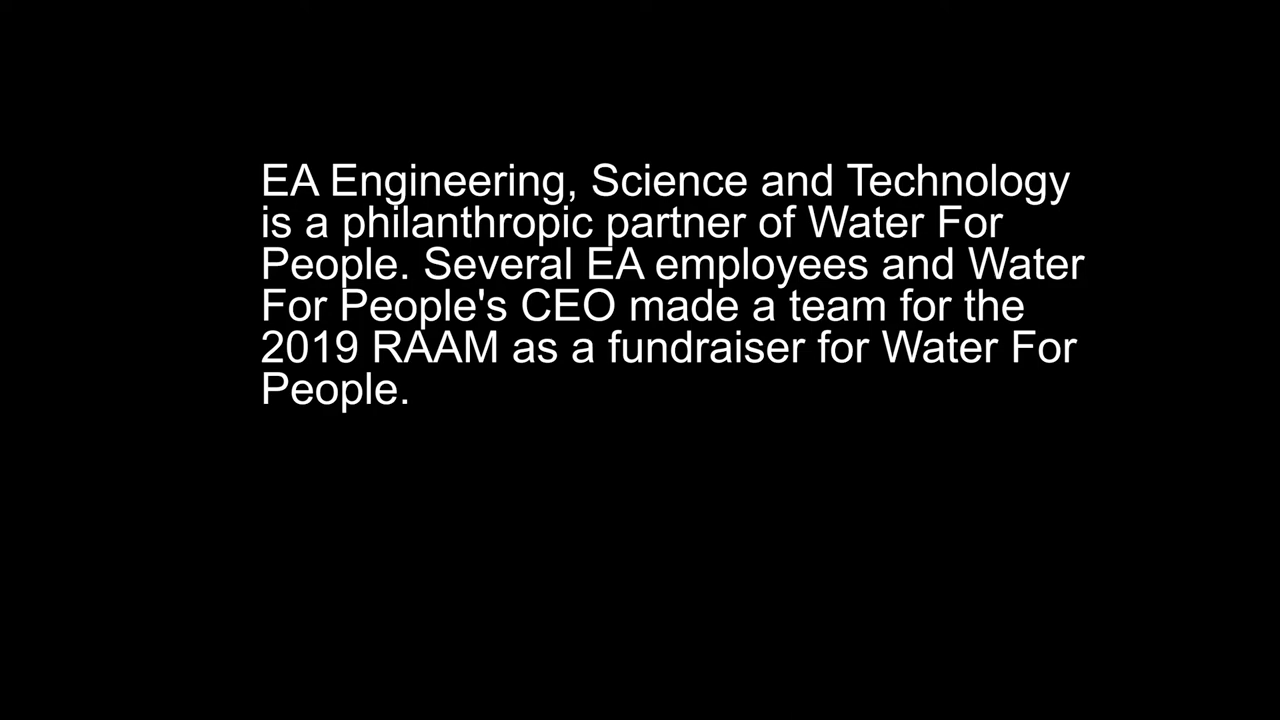 EA Engineering, Science and Technology
is a philanthropic partner of Water For
People. Several EA employees and Water
For People's CEO made a team for the
2019 RAAM as a fundraiser for Water For
People.